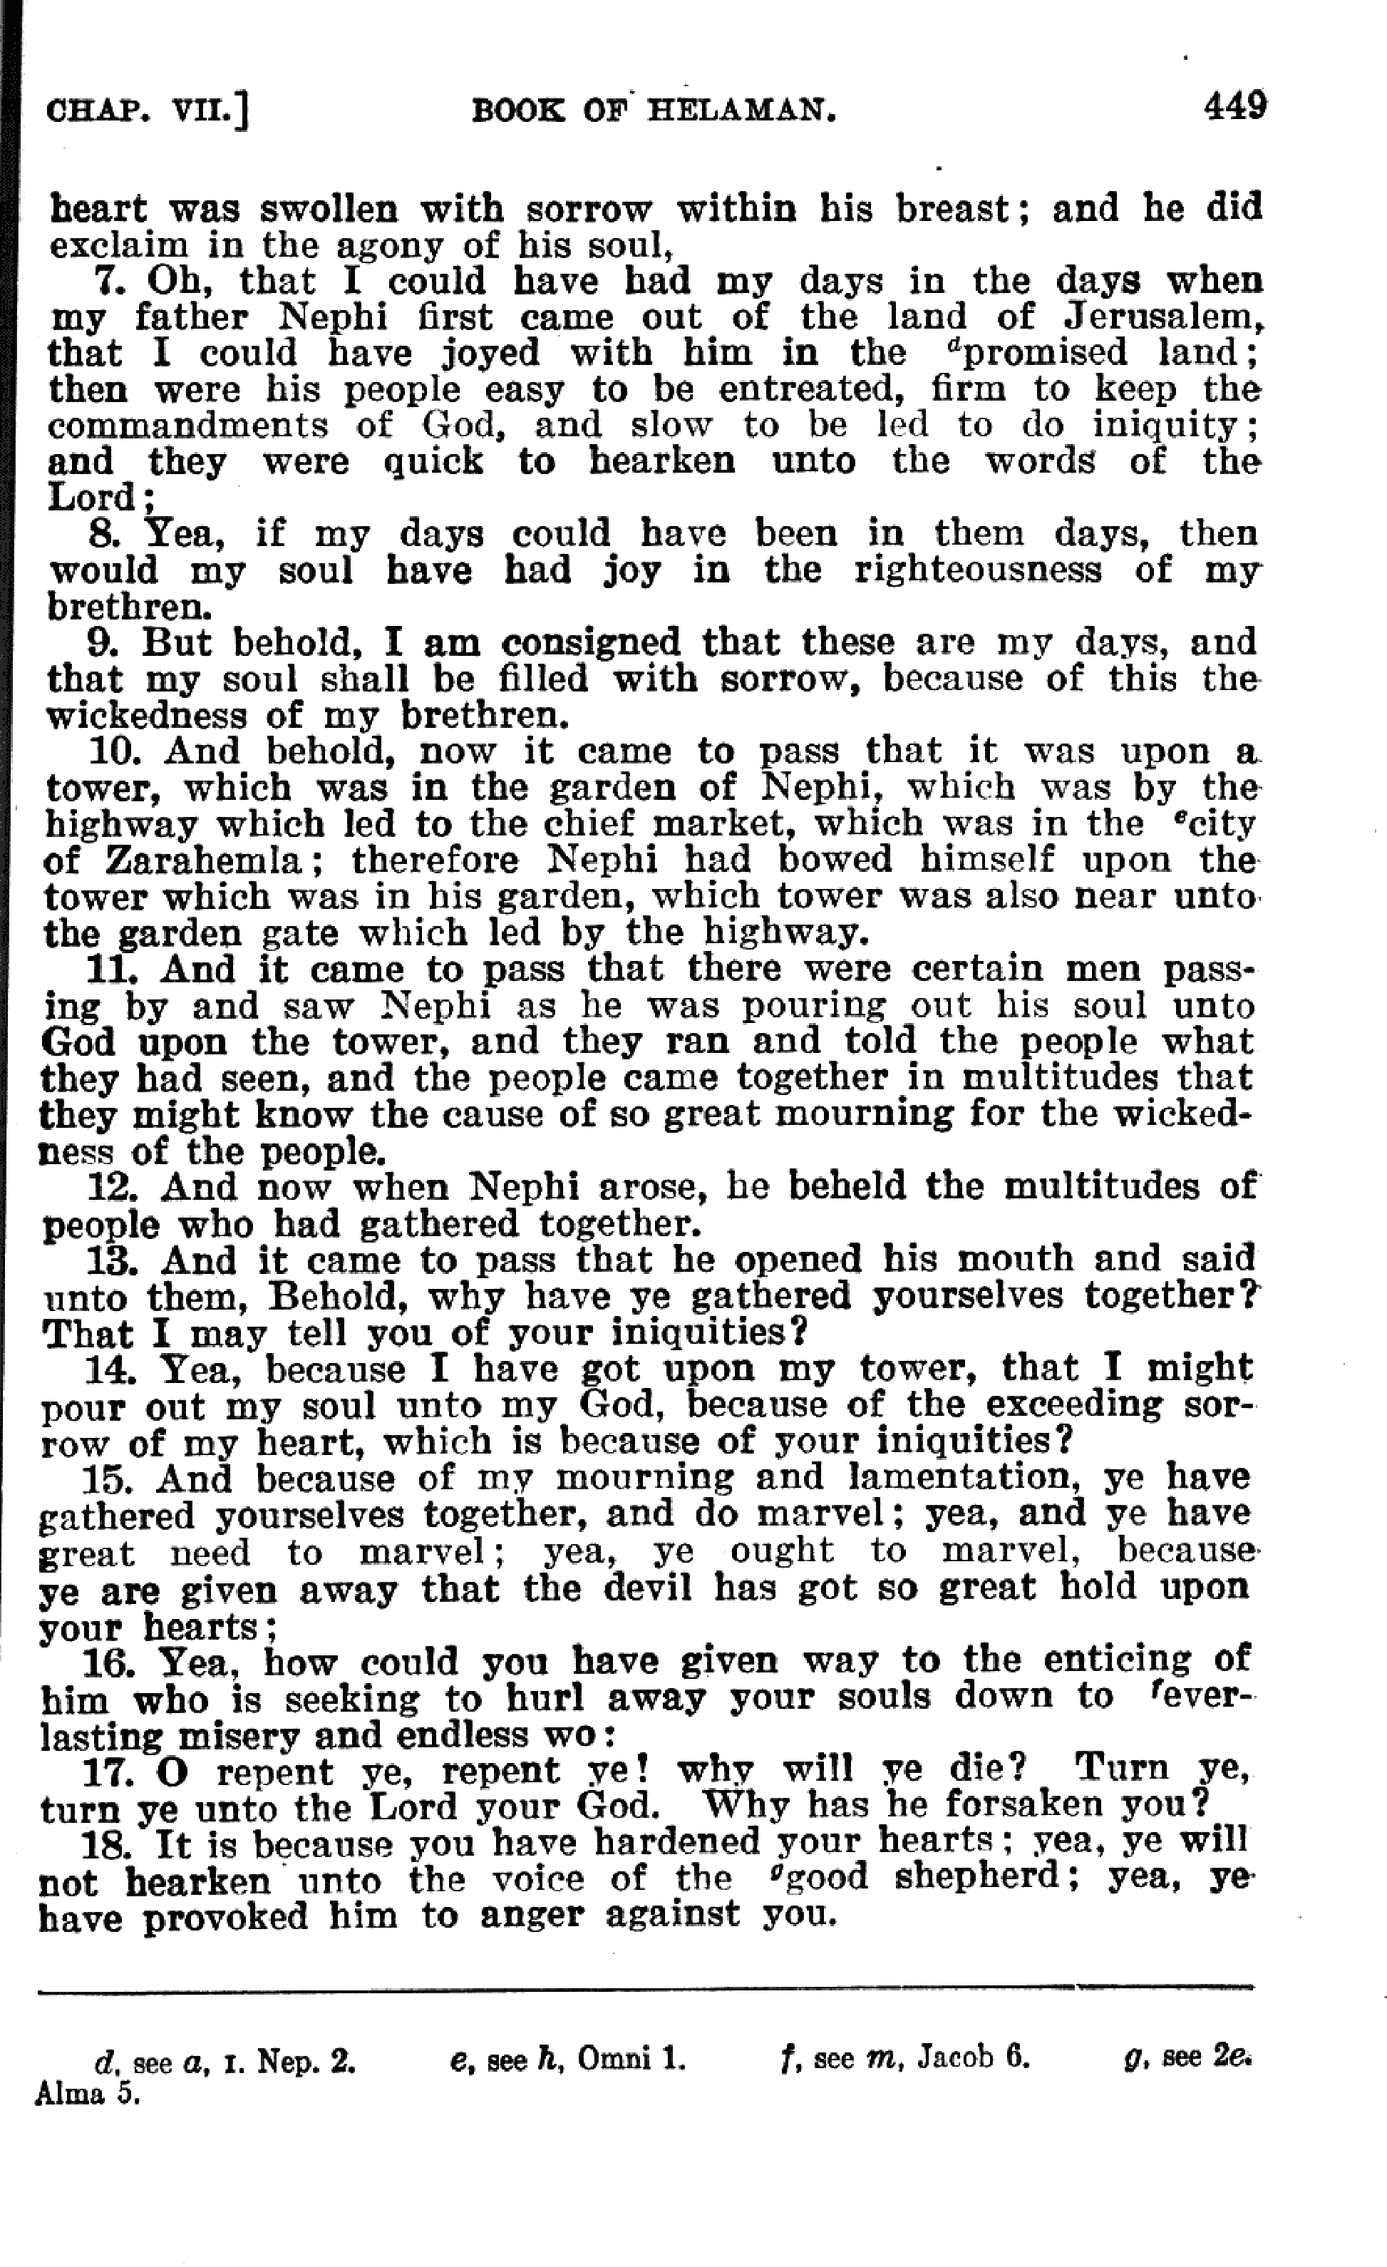 CHAP. VII.] BOOK OF HELAMAN. 449
heart was swollen with sorrow within his breast; and he did
exclaim in the agony of his soul,
7. Oh, that I could have had my days in the days when
my father Nephi first came out of the land of Jerusalem,
that I could have joyed with him in the dpromised land;
then were his people easy to be entreated, firm to keep the
commandments of God, and slow to be led to do iniquity;
and they were quick to hearken unto the words of the
Lord;
8. Yea, if my days could have been in them days, then
would my soul have had joy in the righteousness of my
brethren.
9. But behold, I am consigned that these are my days, and
that my soul shall be filled with sorrow, because of this the
wickedness of my brethren.
10. And behold, now it came to pass that it was upon a
tower, which was in the garden of Nephi, which was by the
highway which led to the chief market, which was in the ecity
of Zarahemla; therefore Nephi had bowed himself upon the
tower which was in his garden, which tower was also near unto
the garden gate which led by the highway.
11. And it came to pass that there were certain men pass-
ing by and saw Nephi as he was pouring out his soul unto
God upon the tower, and they ran and told the people what
they had seen, and the people came together in multitudes that
they might know the cause of so great mourning for the wicked-
ness of the people.
12. And now when Nephi arose, he beheld the multitudes of
people who had gathered together.
13. And it came to pass that he opened his mouth and said
unto them, Behold, why have ye gathered yourselves together?
That I may tell you of your iniquities?
14. Yea, because I have got upon my tower, that I might
pour out my soul unto my God, because of the exceeding sor-
row of my heart, which is because of your iniquities?
15. And because of my mourning and lamentation, ye have
gathered yourselves together, and do marvel; yea, and ye have
great need to marvel; yea, ye ought to marvel, because
ye are given away that the devil has got so great hold upon
your hearts;
16. Yea, how could you have given way to the enticing of
him who is seeking to hurl away your souls down to fever-
lasting misery and endless wo:
17. O repent ye, repent ye! why will ye die? Turn ye,
turn ye unto the Lord your God. Why has he forsaken you?
18. It is because you have hardened your hearts; yea, ye will
not hearken unto the voice of the ggood shepherd; yea, ye
have provoked him to anger against you.
d, see a, I. Nep. 2. e, see h, Omni 1. f, see m, Jacob 6. g, see 2e.
Alma 5.